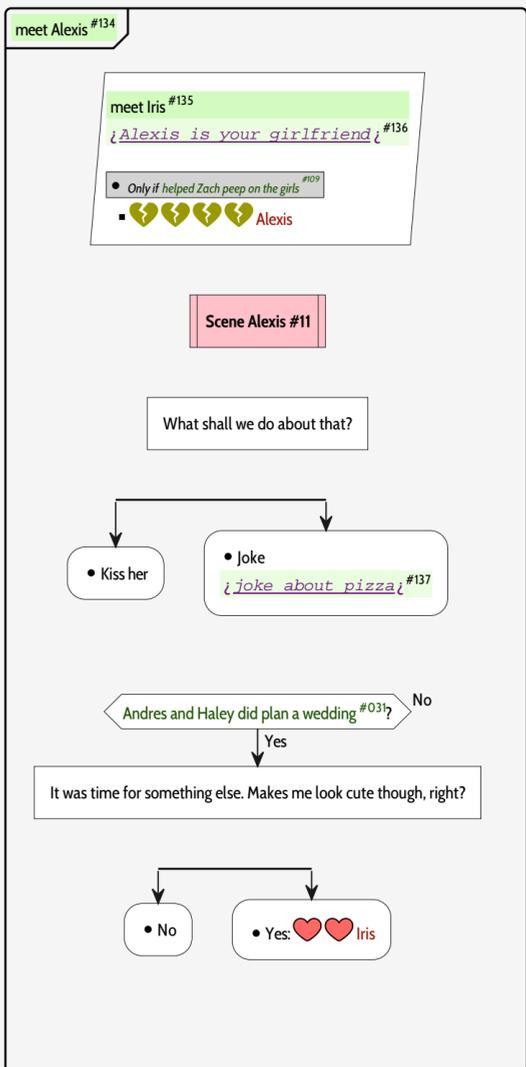 meet Alexis #134
meet Iris #135
¿Alexis is your girlfriend¿ #136
Only if helped Zach peep on the girls #109
Alexis
Scene Alexis #11
What shall we do about that?
Kiss her
Joke
¿joke about pizza¿ #137
Andres and Haley did plan a wedding #031?
No
Yes
It was time for something else. Makes me look cute though, right?
No
Yes: Iris